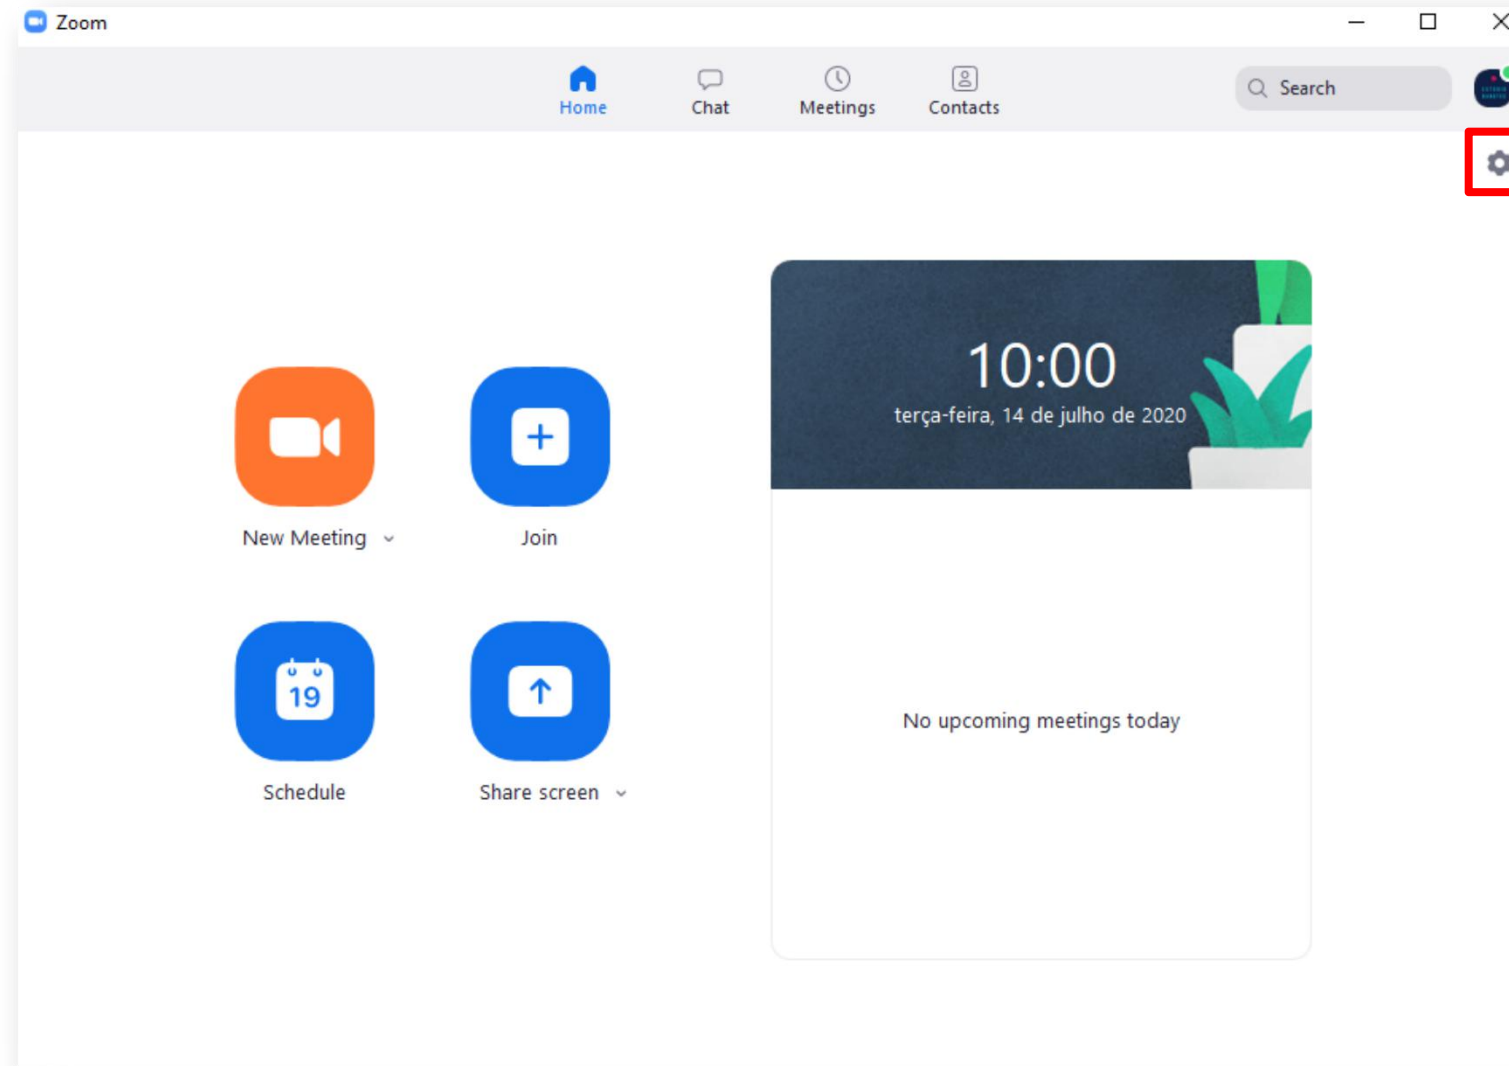 Zoom
Home
Chat
Meetings
Contacts
Search
10:00
terça-feira, 14 de julho de 2020
New Meeting
Join
19
Schedule
Share screen
No upcoming meetings today